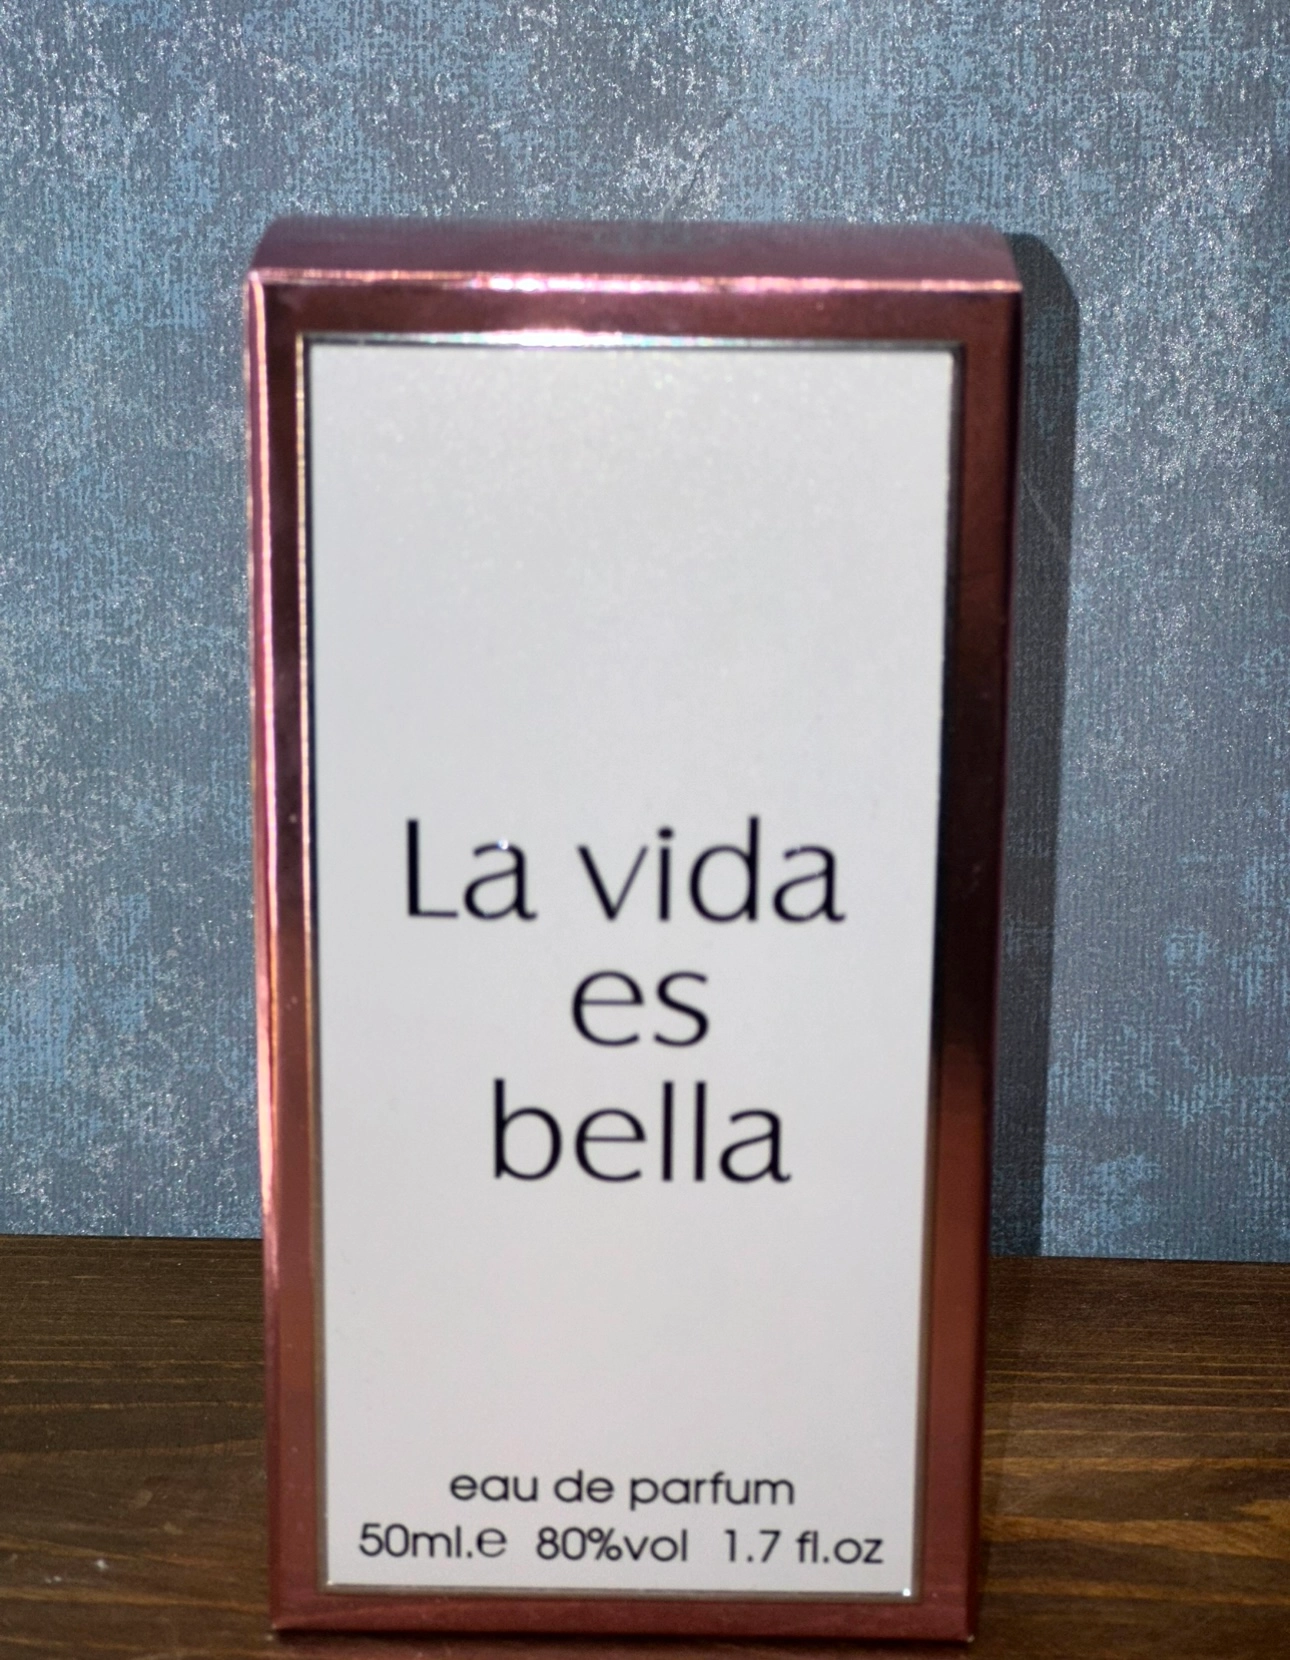 La vida
es
bella
eau de parfum
50ml.e 80%vol 1.7 fl.oz